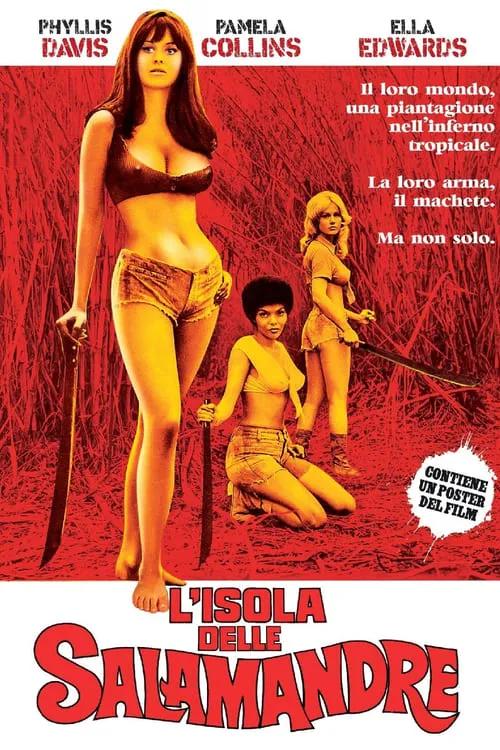 PHYLLIS
DAVIS
PAMELA
COLLINS
ELLA
EDWARDS
Il loro mondo,
una piantagione
nell'inferno
tropicale.
La loro arma,
il machete.
Ma non solo.
CONTIENE
UN POSTER
DEL FILM
L'ISOLA
DELLE
SALAMANDRE